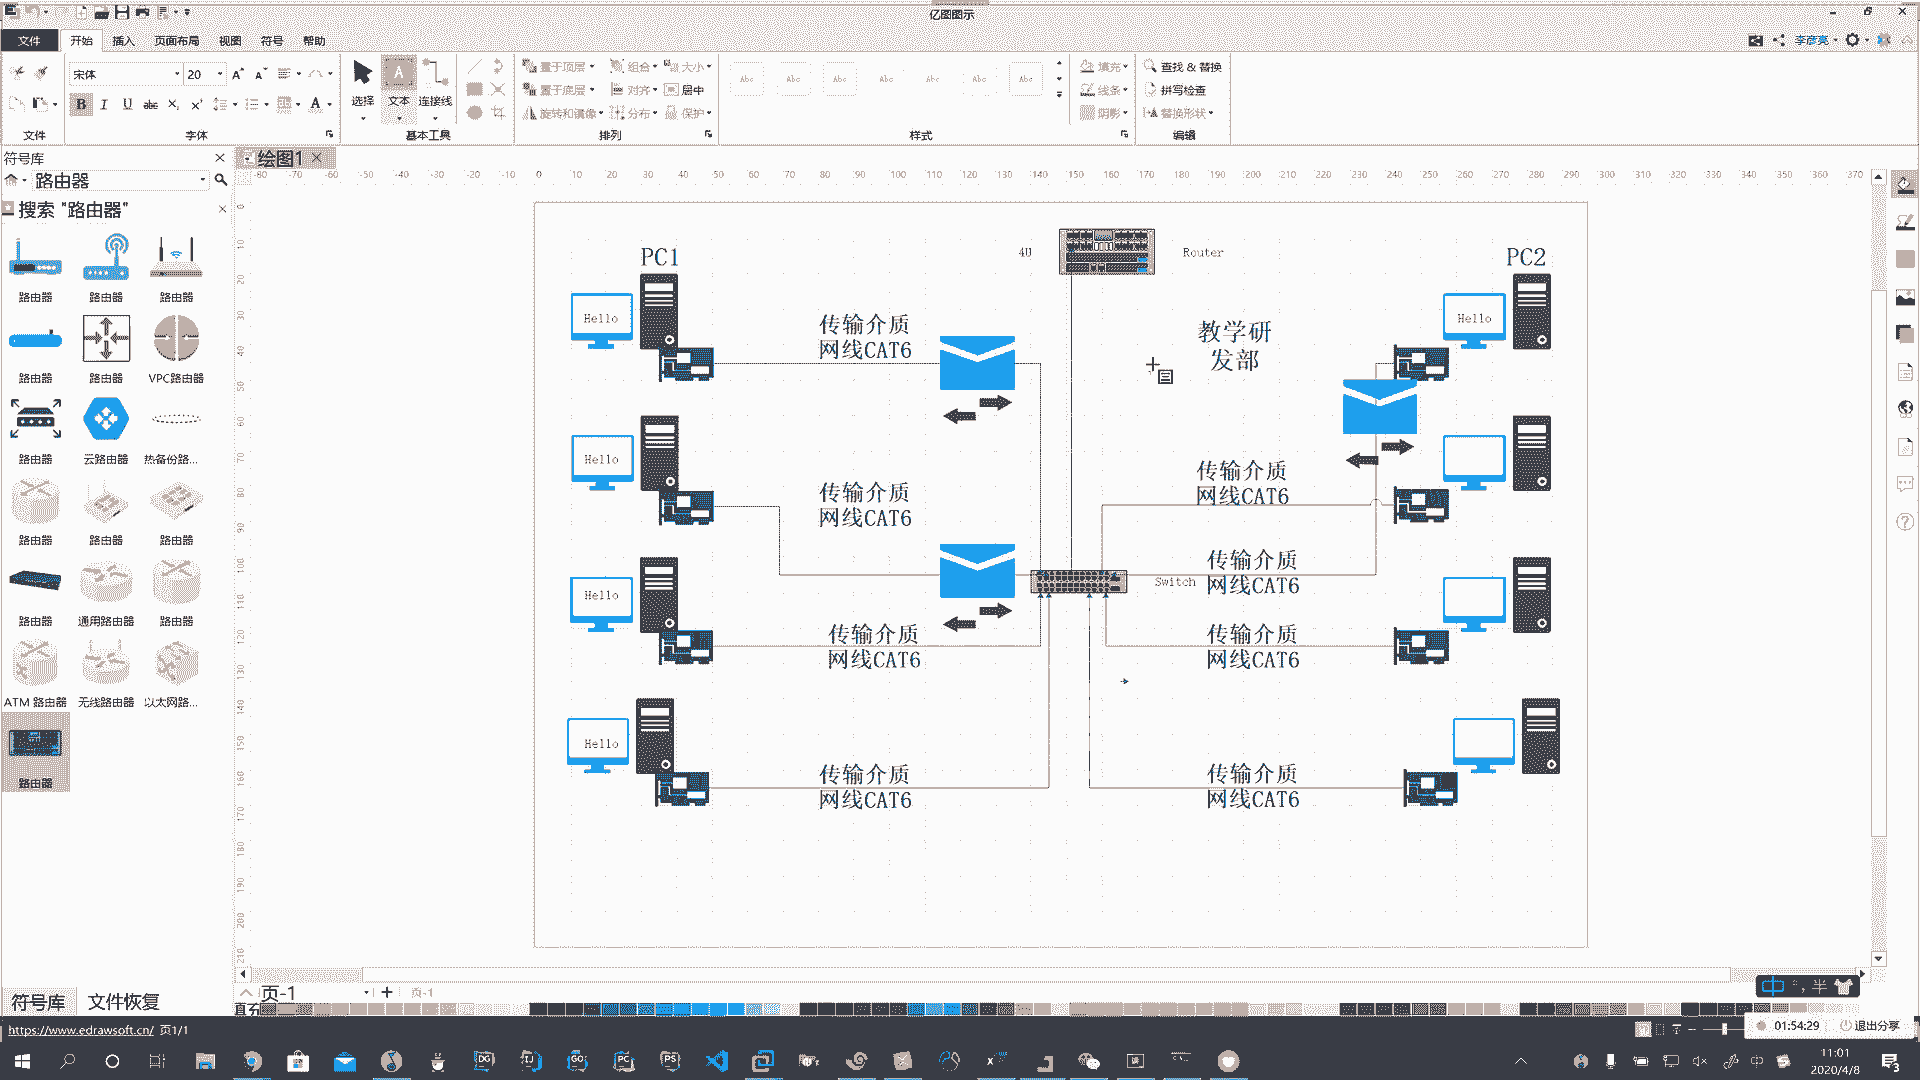 亿图图示
文件 开始 插入 页面布局 视图 符号 帮助
李彦亮
宋体 20
选择 文本 连接线
置于顶层 组合 大小
置于底层 对齐 居中
旋转和镜像 分布 保护
Abc Abc Abc Abc Abc Abc Abc
填充 查找 & 替换
线条 拼写检查
阴影 替换形状
文件 字体 基本工具 排列 样式 编辑
符号库
绘图1
路由器
搜索 "路由器"
路由器 路由器 路由器
路由器 路由器 VPC路由器
路由器 云路由器 热备份路...
路由器 路由器 路由器
路由器 通用路由器 路由器
ATM 路由器 无线路由器 以太网路...
路由器
PC1
4U
Router
PC2
Hello
传输介质
网线CAT6
教学研
发部
Hello
Hello
传输介质
网线CAT6
传输介质
网线CAT6
Hello
传输介质
网线CAT6
Switch
传输介质
网线CAT6
传输介质
网线CAT6
Hello
传输介质
网线CAT6
传输介质
网线CAT6
符号库 文件恢复
页-1
页-1
https://www.edrawsoft.cn/ 页1/1
中 半
01:54:29 退出分享
11:01
2020/4/8